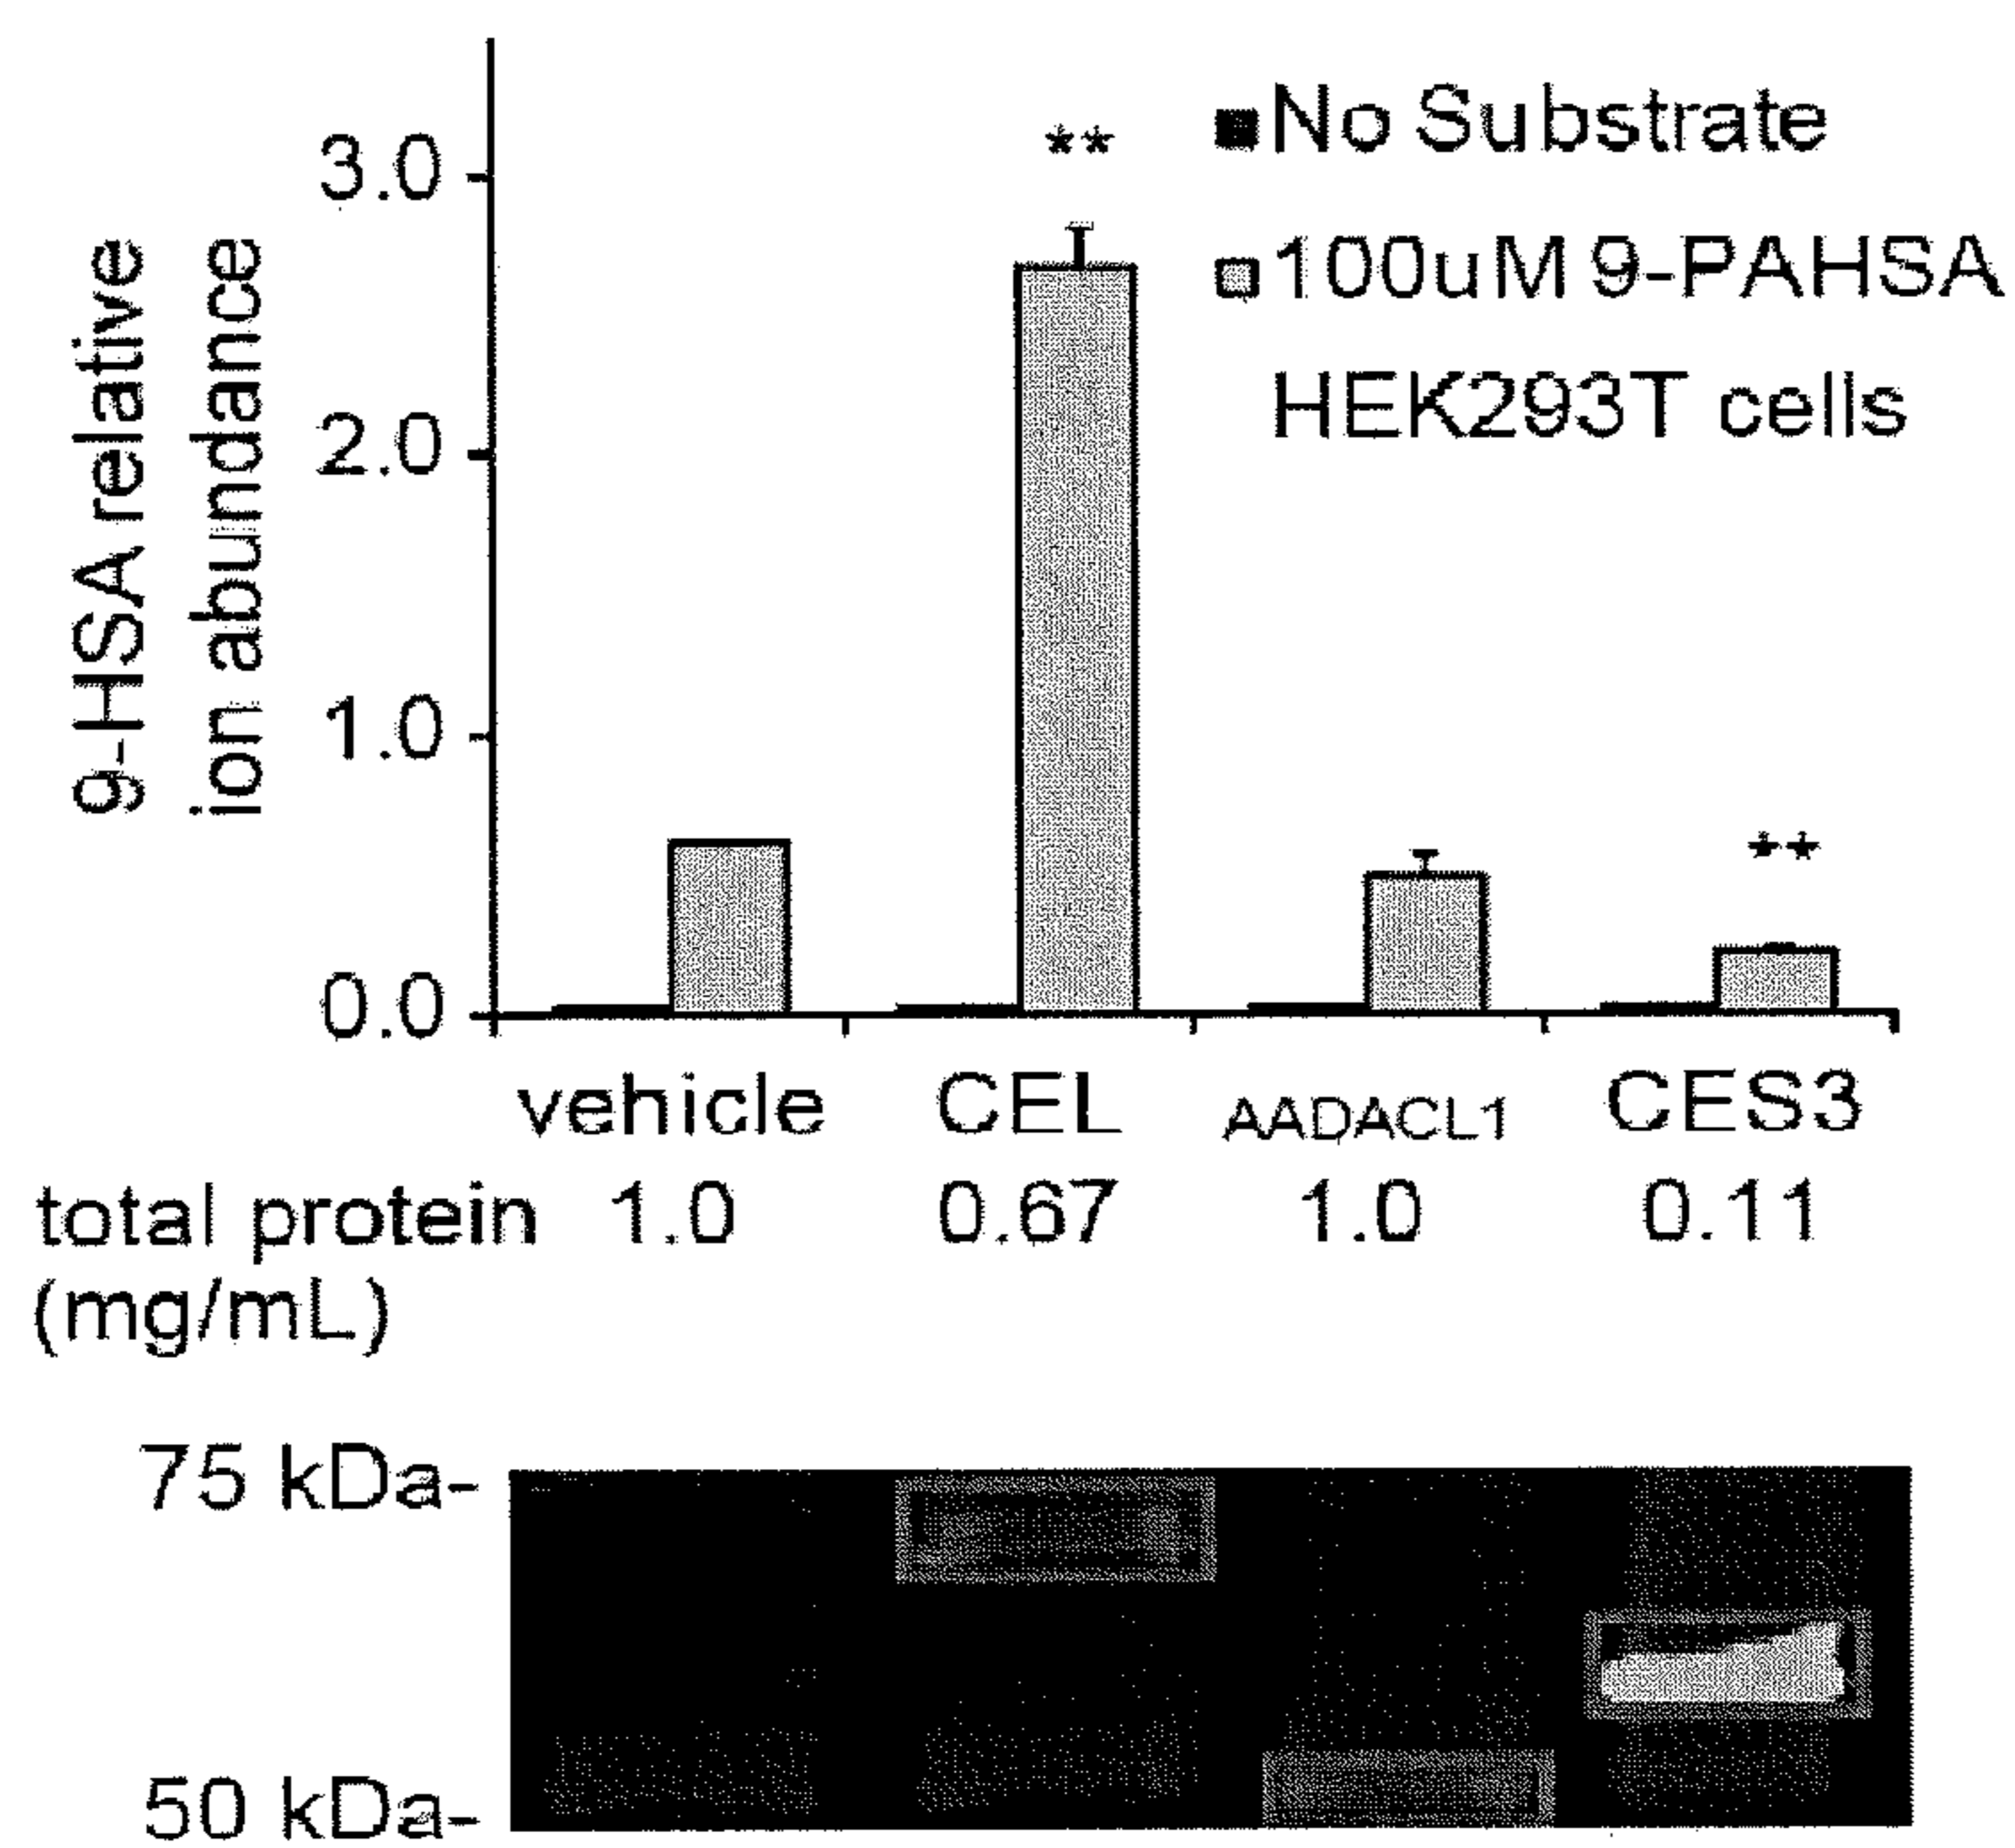 3.0
2.0
1.0
0.0
9-HSA relative
ion abundance
**
**
No Substrate
100uM 9-PAHSA
HEK293T cells
vehicle CEL AADACL1 CES3
total protein 1.0 0.67 1.0 0.11
(mg/mL)
75 kDa-
50 kDa-